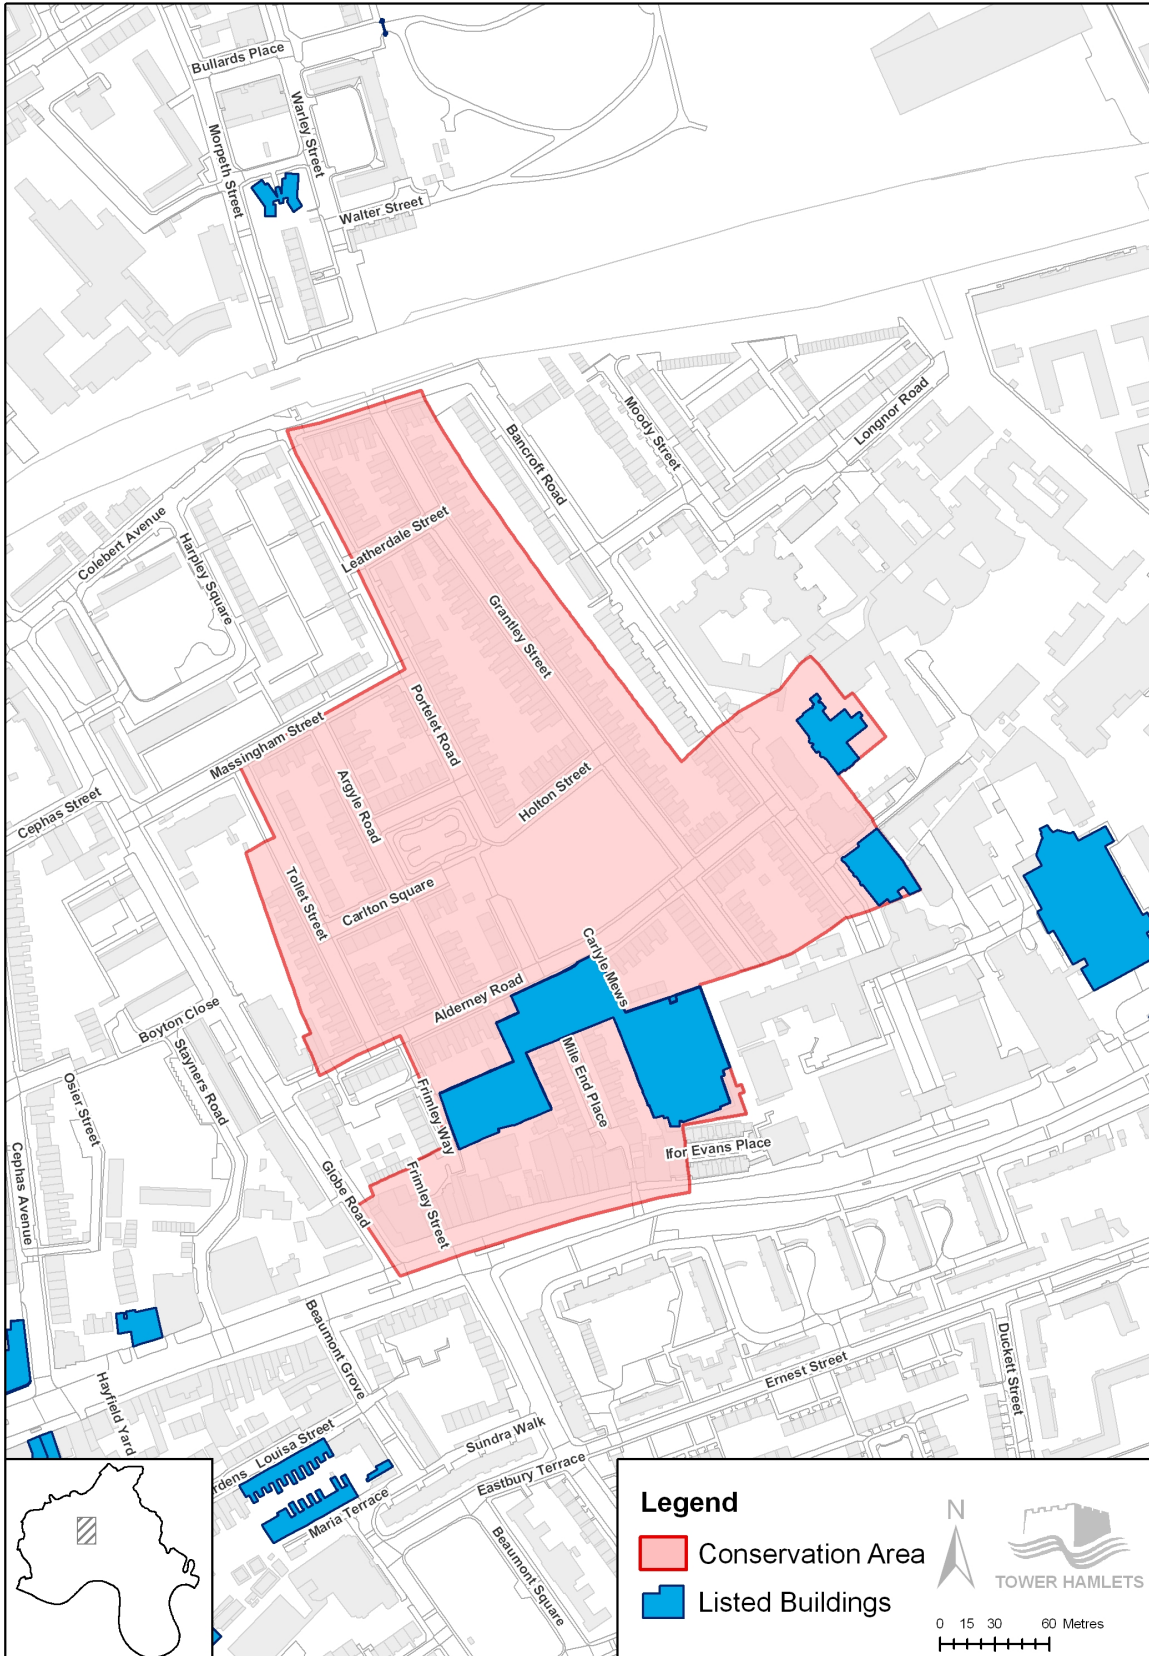 Bullards Place
Warley Street
Morpeth Street
Walter Street
Moody Street
Longnor Road
Bancroft Road
Leatherdale Street
Colebert Avenue
Harpley Square
Grantley Street
Portelet Road
Massingham Street
Argyle Road
Holton Street
Cephas Street
Tollet Street
Carlton Square
Carlyle Mews
Alderney Road
Boyton Close
Stayners Road
Mile End Place
Osier Street
Frimley Way
Ifor Evans Place
Cephas Avenue
Globe Road
Frimley Street
Beaumont Grove
Duckett Street
Ernest Street
Hayfield Yard
Sundra Walk
rdens
Louisa Street
Eastbury Terrace
Maria Terrace
Beaumont Square
Legend
Conservation Area
Listed Buildings
N
TOWER HAMLETS
0 15 30 60 Metres